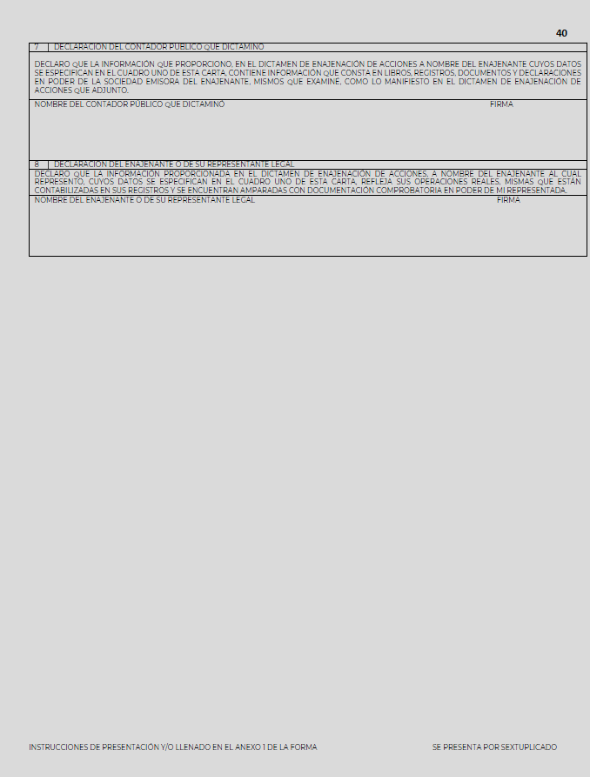 40
7 DECLARACIÓN DEL CONTADOR PÚBLICO QUE DICTAMINÓ
DECLARO QUE LA INFORMACIÓN QUE PROPORCIONO, EN EL DICTAMEN DE ENAJENACIÓN DE ACCIONES A NOMBRE DEL ENAJENANTE CUYOS DATOS
SE ESPECIFICAN EN EL CUADRO UNO DE ESTA CARTA, CONTIENE INFORMACIÓN QUE CONSTA EN LIBROS, REGISTROS, DOCUMENTOS Y DECLARACIONES
EN PODER DE LA SOCIEDAD EMISORA DEL ENAJENANTE, MISMOS QUE EXAMINÉ, COMO LO MANIFIESTO EN EL DICTAMEN DE ENAJENACIÓN DE
ACCIONES QUE ADJUNTO.
NOMBRE DEL CONTADOR PÚBLICO QUE DICTAMINÓ FIRMA
8 DECLARACIÓN DEL ENAJENANTE O DE SU REPRESENTANTE LEGAL
DECLARO QUE LA INFORMACIÓN PROPORCIONADA EN EL DICTAMEN DE ENAJENACIÓN DE ACCIONES, A NOMBRE DEL ENAJENANTE AL CUAL
REPRESENTO, CUYOS DATOS SE ESPECIFICAN EN EL CUADRO UNO DE ESTA CARTA, REFLEJA SUS OPERACIONES REALES, MISMAS QUE ESTÁN
CONTABILIZADAS EN SUS REGISTROS Y SE ENCUENTRAN AMPARADAS CON DOCUMENTACIÓN COMPROBATORIA EN PODER DE MI REPRESENTADA.
NOMBRE DEL ENAJENANTE O DE SU REPRESENTANTE LEGAL FIRMA
INSTRUCCIONES DE PRESENTACIÓN Y/O LLENADO EN EL ANEXO 1 DE LA FORMA SE PRESENTA POR SEXTUPLICADO